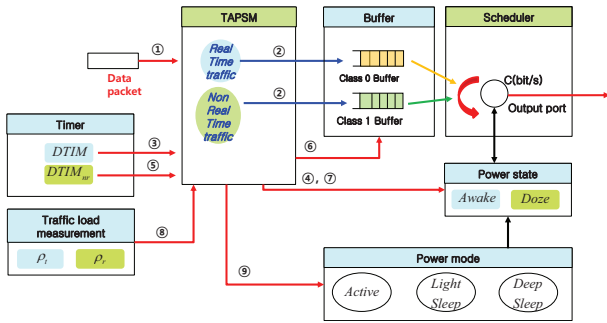 TAPSM
Buffer
Scheduler
①
Data
packet
Real
Time
traffic
②
Class 0 Buffer
C(bit/s)
Output port
Non
Real
Time
traffic
②
Class 1 Buffer
Timer
DTIM
③
DTIM_nr
⑤
⑥
④, ⑦
Power state
Awake
Doze
Traffic load
measurement
ρ_t
ρ_r
⑧
⑨
Power mode
Active
Light
Sleep
Deep
Sleep